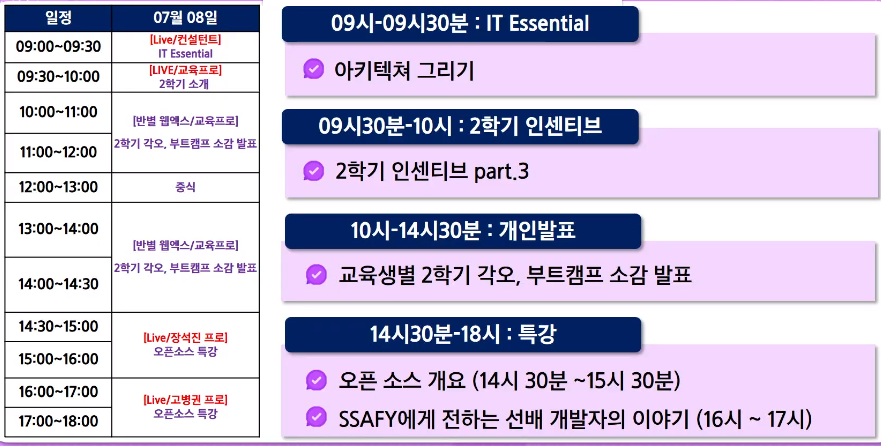 일정 07월 08일
09:00~09:30 [Live/컨설턴트]
IT Essential
09:30~10:00 [LIVE/교육프로]
2학기 소개
10:00~11:00
[반별 웹엑스/교육프로]
2학기 각오, 부트캠프 소감 발표
11:00~12:00
12:00~13:00 중식
13:00~14:00
[반별 웹엑스/교육프로]
2학기 각오, 부트캠프 소감 발표
14:00~14:30
14:30~15:00
[Live/장석진 프로]
오픈소스 특강
15:00~16:00
16:00~17:00
[Live/고병권 프로]
오픈소스 특강
17:00~18:00
09시-09시30분 : IT Essential
아키텍쳐 그리기
09시30분-10시 : 2학기 인센티브
2학기 인센티브 part.3
10시-14시30분 : 개인발표
교육생별 2학기 각오, 부트캠프 소감 발표
14시30분-18시 : 특강
오픈 소스 개요 (14시 30분 ~15시 30분)
SSAFY에게 전하는 선배 개발자의 이야기 (16시 ~ 17시)